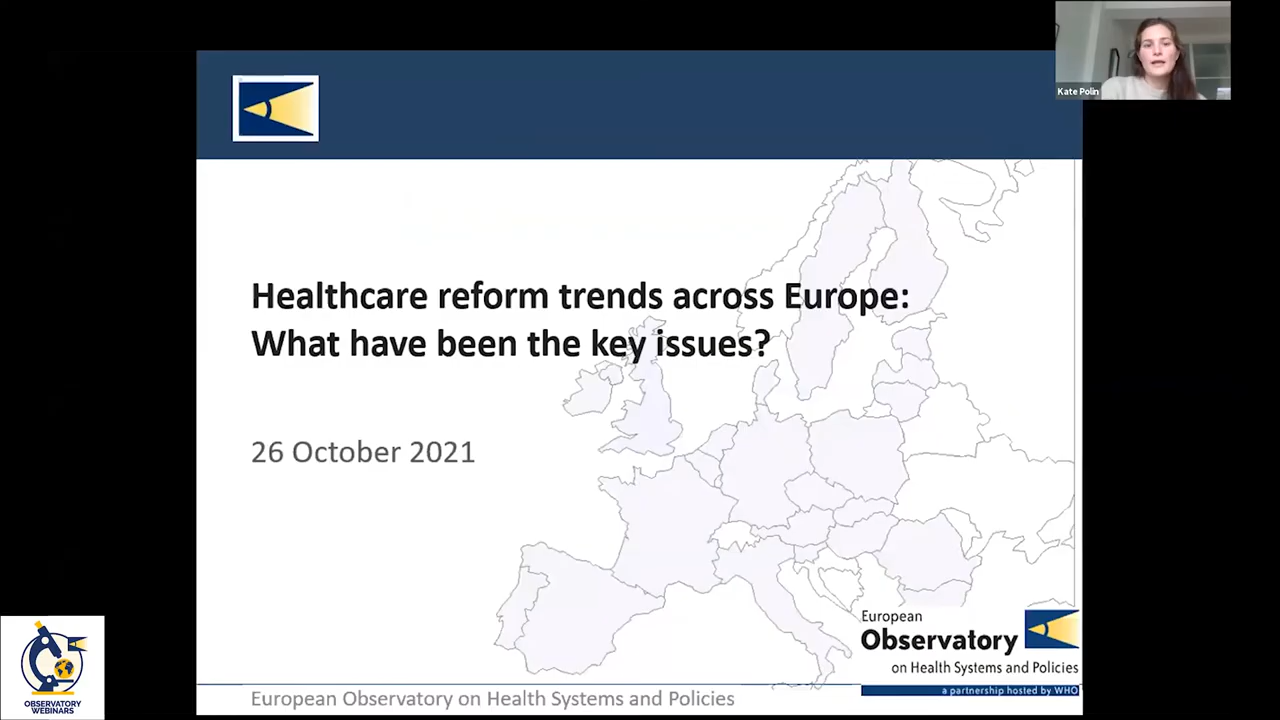 Kate Polin
Healthcare reform trends across Europe:
What have been the key issues?
26 October 2021
European
Observatory
on Health Systems and Policies
a partnership hosted by WHO
European Observatory on Health Systems and Policies
OBSERVATORY
WEBINARS